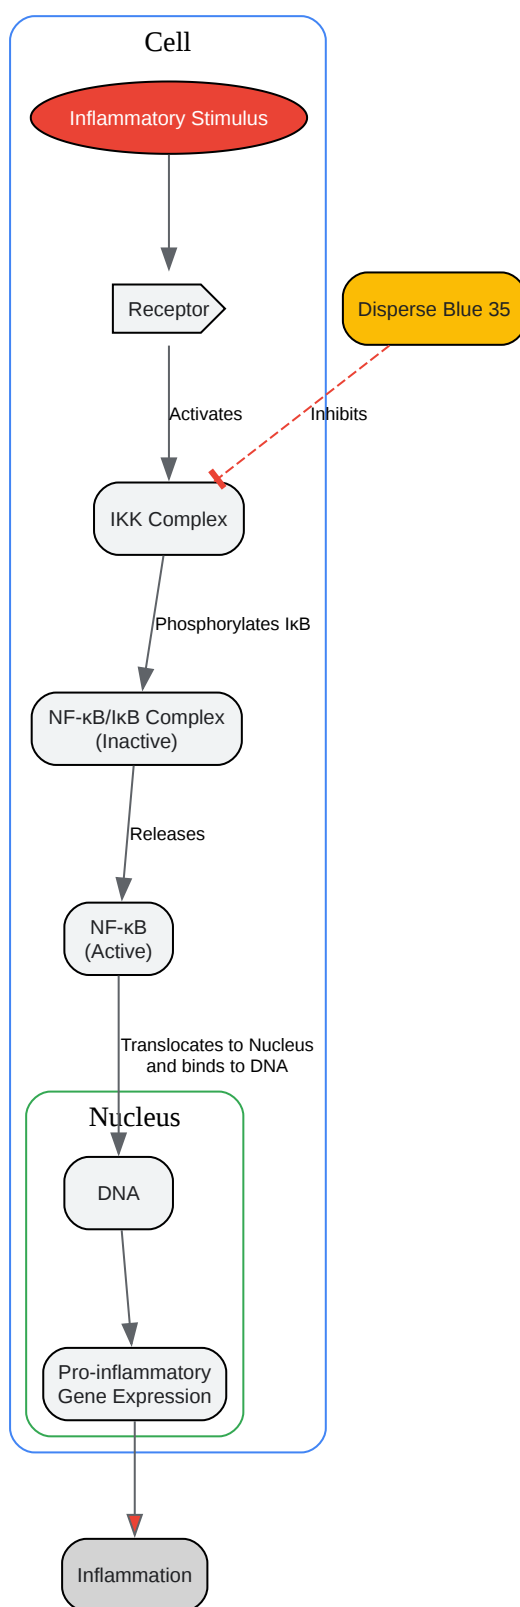 Cell
Inflammatory Stimulus
Receptor
Disperse Blue 35
Activates
Inhibits
IKK Complex
Phosphorylates IκB
NF-κB/IκB Complex
(Inactive)
Releases
NF-κB
(Active)
Translocates to Nucleus
and binds to DNA
Nucleus
DNA
Pro-inflammatory
Gene Expression
Inflammation